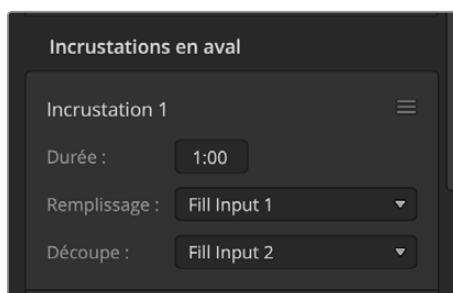 Incrustations en aval
Incrustation 1
Durée : 1:00
Remplissage : Fill Input 1
Découpe : Fill Input 2